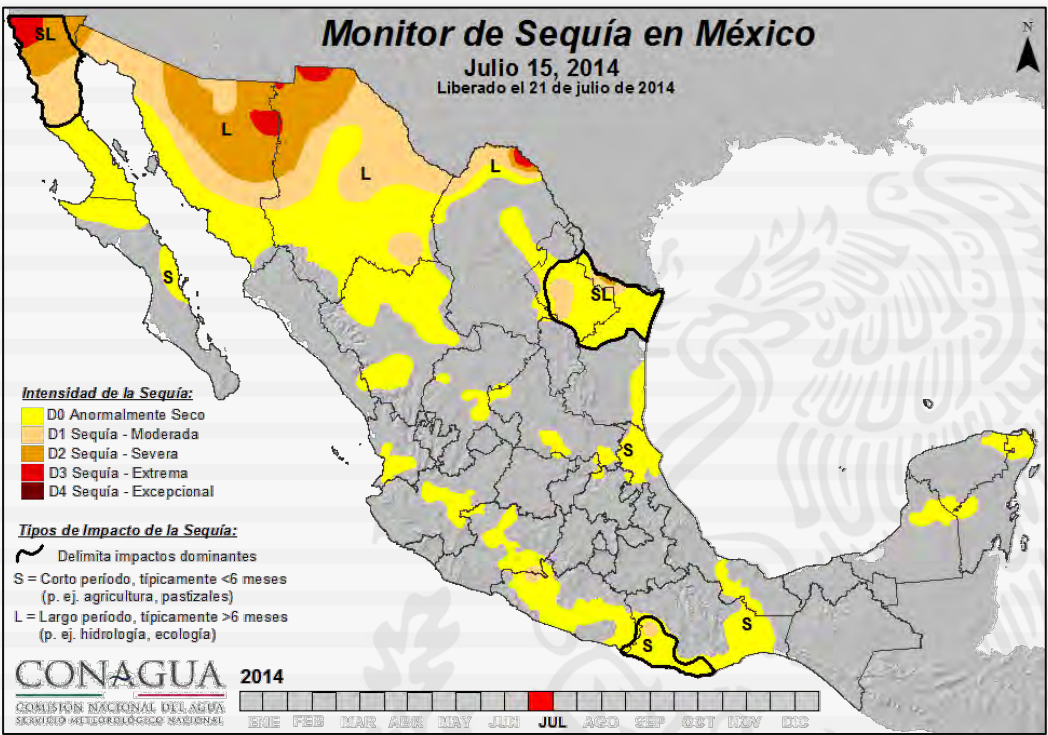 Monitor de Sequía en México
Julio 15, 2014
Liberado el 21 de julio de 2014
N
SL
L
L
L
S
SL
S
S
S
Intensidad de la Sequía:
D0 Anormalmente Seco
D1 Sequía - Moderada
D2 Sequía - Severa
D3 Sequía - Extrema
D4 Sequía - Excepcional
Tipos de Impacto de la Sequía:
Delimita impactos dominantes
S = Corto período, típicamente <6 meses
(p. ej. agricultura, pastizales)
L = Largo período, típicamente >6 meses
(p. ej. hidrología, ecología)
CONAGUA
COMISIÓN NACIONAL DEL AGUA
SERVICIO METEOROLÓGICO NACIONAL
2014
ENE FEB MAR ABR MAY JUN JUL AGO SEP OCT NOV DIC